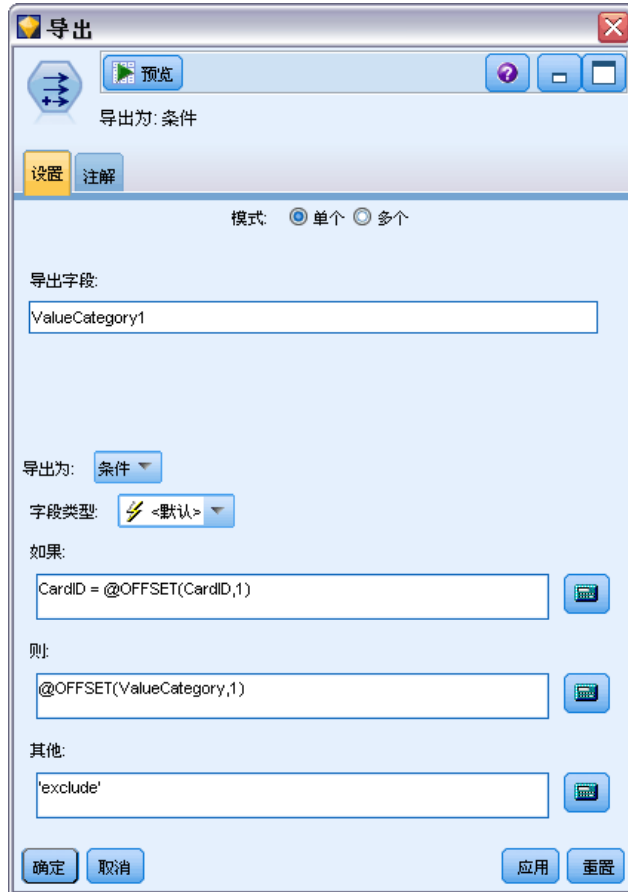 导出
预览
导出为: 条件
设置 注解
模式: 单个 多个
导出字段:
ValueCategory1
导出为: 条件
字段类型: <默认>
如果:
CardID = @OFFSET(CardID,1)
则:
@OFFSET(ValueCategory,1)
其他:
'exclude'
确定 取消 应用 重置